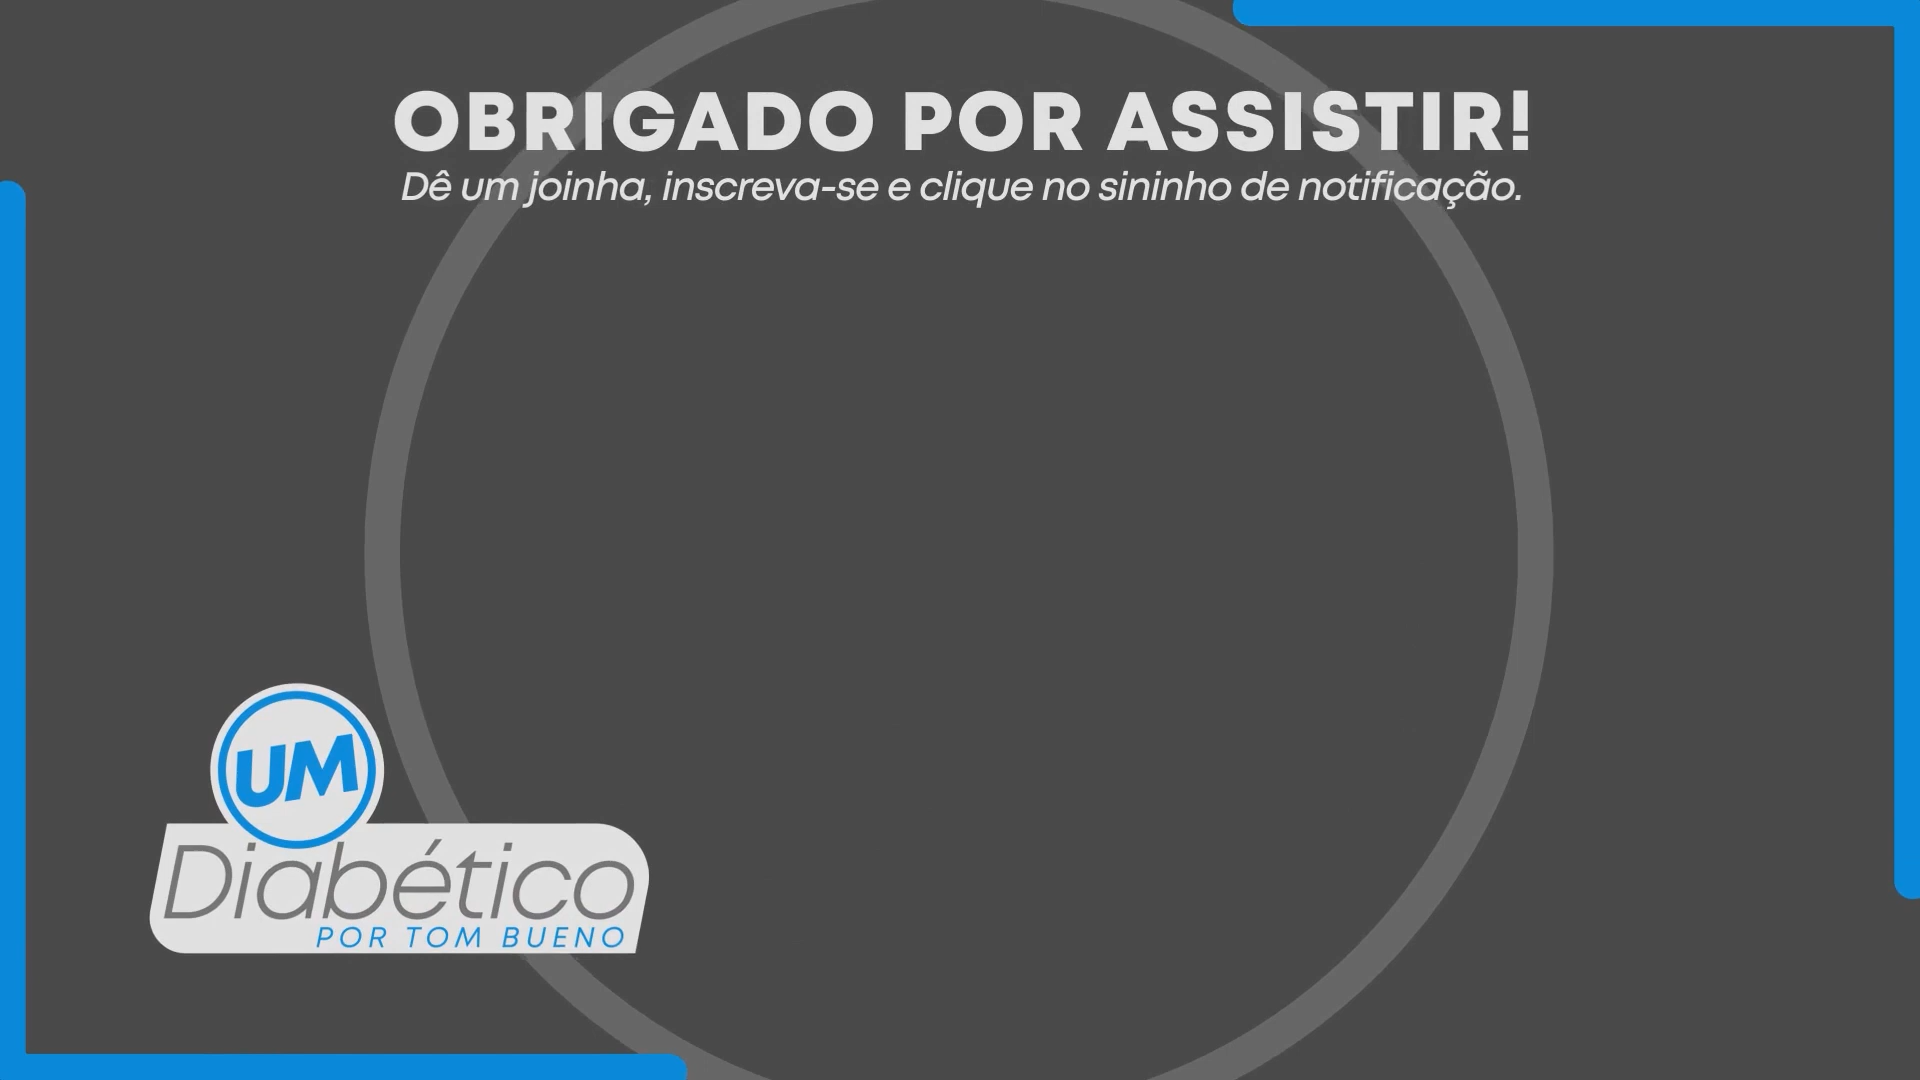 OBRIGADO POR ASSISTIR!
Dê um joinha, inscreva-se e clique no sininho de notificação.
UM
Diabético
POR TOM BUENO